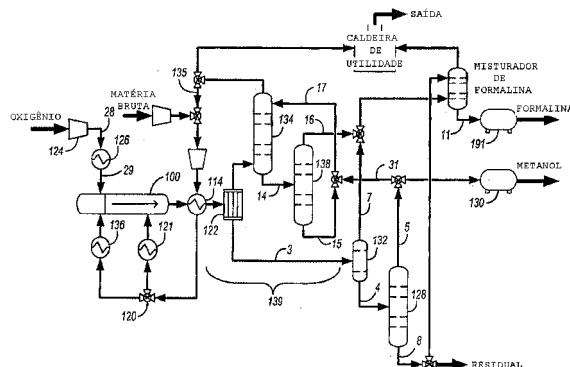 SAÍDA
CALDEIRA
DE
UTILIDADE
MISTURADOR
DE
FORMALINA
135
17
MATÉRIA
BRUTA
16
OXIGÊNIO
28
134
FORMALINA
124
126
138
11
191
31
29
100
114
14
7
METANOL
122
130
15
5
136
121
3
132
139
4
128
120
8
RESIDUAL